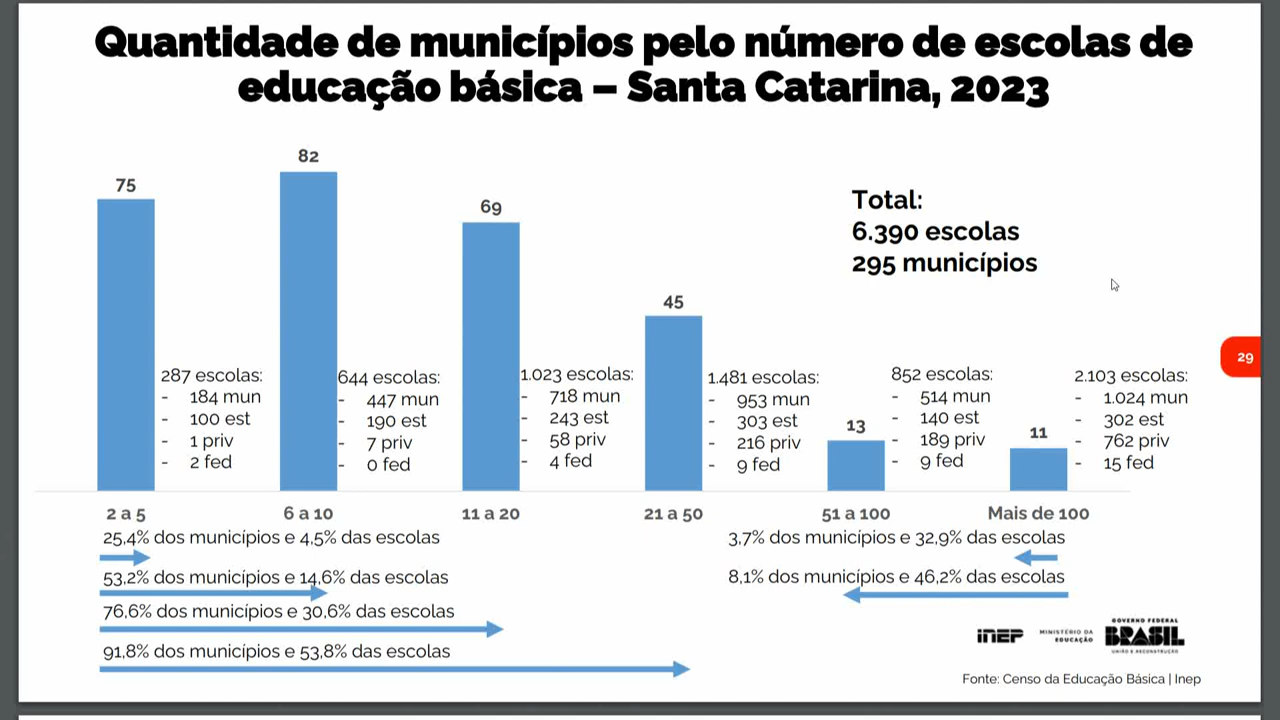 Quantidade de municípios pelo número de escolas de
educação básica – Santa Catarina, 2023
75
82
69
45
13
11
Total:
6.390 escolas
295 municípios
29
287 escolas:
- 184 mun
- 100 est
- 1 priv
- 2 fed
644 escolas:
- 447 mun
- 190 est
- 7 priv
- 0 fed
1.023 escolas:
- 718 mun
- 243 est
- 58 priv
- 4 fed
1.481 escolas:
- 953 mun
- 303 est
- 216 priv
- 9 fed
852 escolas:
- 514 mun
- 140 est
- 189 priv
- 9 fed
2.103 escolas:
- 1.024 mun
- 302 est
- 762 priv
- 15 fed
2 a 5
6 a 10
11 a 20
21 a 50
51 a 100
Mais de 100
25,4% dos municípios e 4,5% das escolas
53,2% dos municípios e 14,6% das escolas
76,6% dos municípios e 30,6% das escolas
91,8% dos municípios e 53,8% das escolas
3,7% dos municípios e 32,9% das escolas
8,1% dos municípios e 46,2% das escolas
INEP
MINISTÉRIO DA
EDUCAÇÃO
GOVERNO FEDERAL
BRASIL
UNIÃO E RECONSTRUÇÃO
Fonte: Censo da Educação Básica | Inep